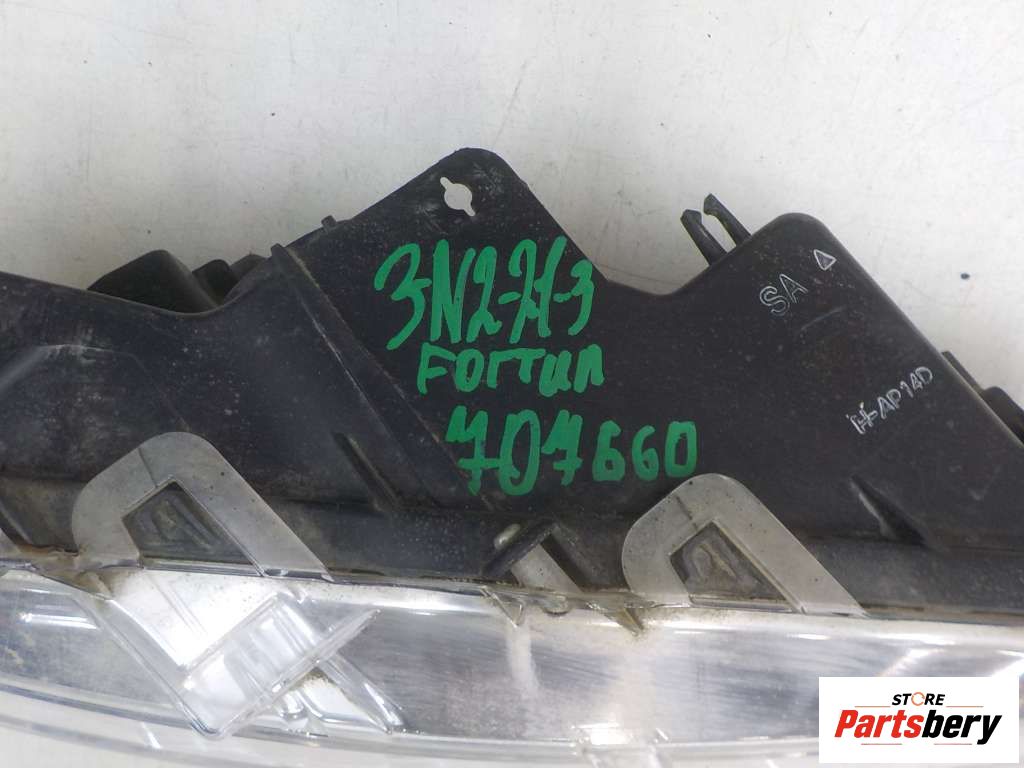 3N2-21-3
Fortun
707660
SA
H-AP14D
STORE
Partsbery